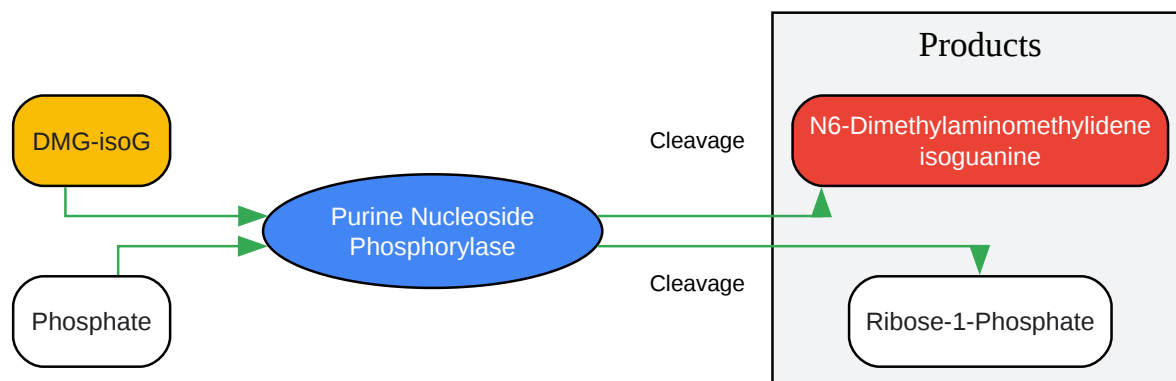 Products
DMG-isoG
Cleavage
N6-Dimethylaminomethylidene
isoguanine
Purine Nucleoside
Phosphorylase
Phosphate
Cleavage
Ribose-1-Phosphate